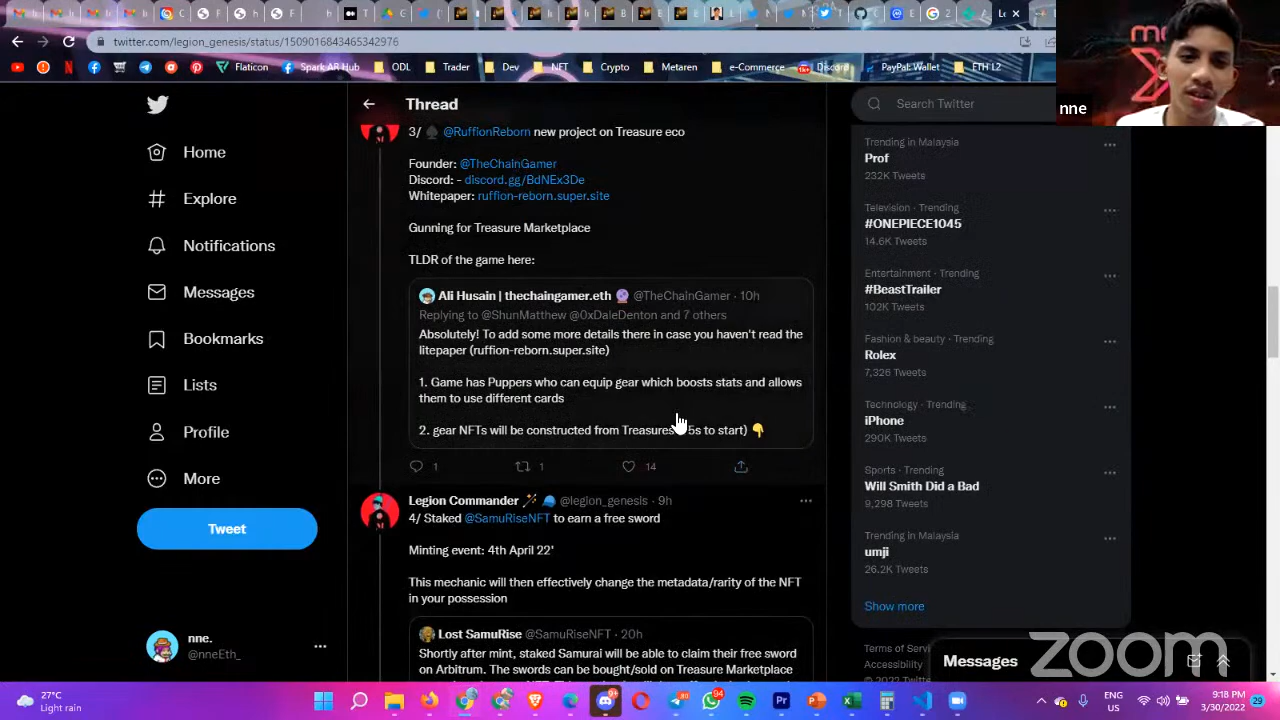 twitter.com/legion_genesis/status/1509016843465342976
Flaticon
Spark AR Hub
ODL
Trader
Dev
NFT
Crypto
Metaren
e-Commerce
Discord
PayPal: Wallet
ETH L2
nne
Home
Explore
Notifications
Messages
Bookmarks
Lists
Profile
More
Tweet
nne.
@nneEth_
Thread
3/ @RuffionReborn new project on Treasure eco
Founder: @TheChainGamer
Discord: - discord.gg/BdNEx3De
Whitepaper: ruffion-reborn.super.site
Gunning for Treasure Marketplace
TLDR of the game here:
Ali Husain | thechaingamer.eth @TheChainGamer · 10h
Replying to @ShunMatthew @0xDaleDenton and 7 others
Absolutely! To add some more details there in case you haven't read the
litepaper (ruffion-reborn.super.site)
1. Game has Puppers who can equip gear which boosts stats and allows
them to use different cards
2. gear NFTs will be constructed from Treasures 5s to start)
1
1
14
Legion Commander @legion_genesis · 9h
4/ Staked @SamuRiseNFT to earn a free sword
Minting event: 4th April 22'
This mechanic will then effectively change the metadata/rarity of the NFT
in your possession
Lost SamuRise @SamuRiseNFT · 20h
Shortly after mint, staked Samurai will be able to claim their free sword
on Arbitrum. The swords can be bought/sold on Treasure Marketplace
Search Twitter
Trending in Malaysia
Prof
232K Tweets
Television · Trending
#ONEPIECE1045
14.6K Tweets
Entertainment · Trending
#BeastTrailer
102K Tweets
Fashion & beauty · Trending
Rolex
7,326 Tweets
Technology · Trending
iPhone
290K Tweets
Sports · Trending
Will Smith Did a Bad
9,298 Tweets
Trending in Malaysia
umji
26.2K Tweets
Show more
Terms of Servi
Accessibility
Messages
zoom
27°C
Light rain
94
ENG
US
9:18 PM
3/30/2022
29